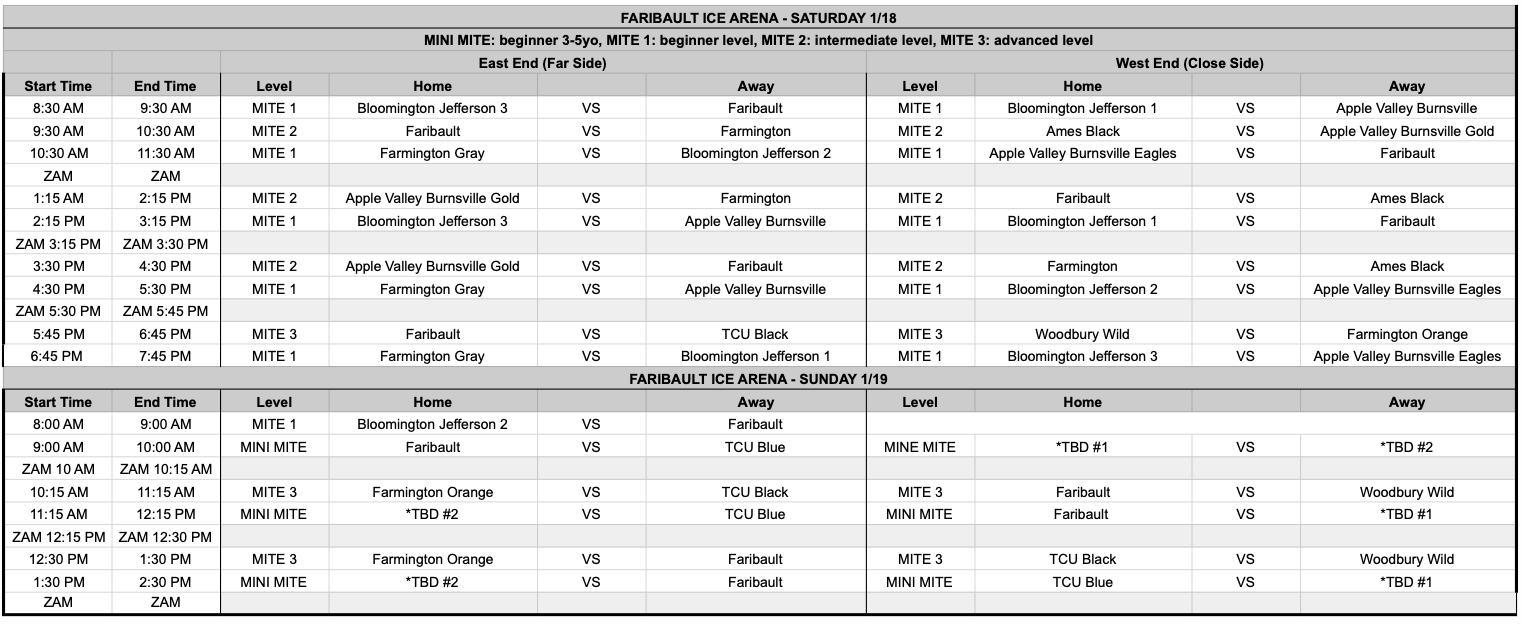 FARIBAULT ICE ARENA - SATURDAY 1/18
MINI MITE: beginner 3-5yo, MITE 1: beginner level, MITE 2: intermediate level, MITE 3: advanced level
East End (Far Side) West End (Close Side)
Start Time End Time Level Home Away Level Home Away
8:30 AM 9:30 AM MITE 1 Bloomington Jefferson 3 VS Faribault MITE 1 Bloomington Jefferson 1 VS Apple Valley Burnsville
9:30 AM 10:30 AM MITE 2 Faribault VS Farmington MITE 2 Ames Black VS Apple Valley Burnsville Gold
10:30 AM 11:30 AM MITE 1 Farmington Gray VS Bloomington Jefferson 2 MITE 1 Apple Valley Burnsville Eagles VS Faribault
ZAM ZAM
1:15 AM 2:15 PM MITE 2 Apple Valley Burnsville Gold VS Farmington MITE 2 Faribault VS Ames Black
2:15 PM 3:15 PM MITE 1 Bloomington Jefferson 3 VS Apple Valley Burnsville MITE 1 Bloomington Jefferson 1 VS Faribault
ZAM 3:15 PM ZAM 3:30 PM
3:30 PM 4:30 PM MITE 2 Apple Valley Burnsville Gold VS Faribault MITE 2 Farmington VS Ames Black
4:30 PM 5:30 PM MITE 1 Farmington Gray VS Apple Valley Burnsville MITE 1 Bloomington Jefferson 2 VS Apple Valley Burnsville Eagles
ZAM 5:30 PM ZAM 5:45 PM
5:45 PM 6:45 PM MITE 3 Faribault VS TCU Black MITE 3 Woodbury Wild VS Farmington Orange
6:45 PM 7:45 PM MITE 1 Farmington Gray VS Bloomington Jefferson 1 MITE 1 Bloomington Jefferson 3 VS Apple Valley Burnsville Eagles
FARIBAULT ICE ARENA - SUNDAY 1/19
Start Time End Time Level Home Away Level Home Away
8:00 AM 9:00 AM MITE 1 Bloomington Jefferson 2 VS Faribault
9:00 AM 10:00 AM MINI MITE Faribault VS TCU Blue MINE MITE *TBD #1 VS *TBD #2
ZAM 10 AM ZAM 10:15 AM
10:15 AM 11:15 AM MITE 3 Farmington Orange VS TCU Black MITE 3 Faribault VS Woodbury Wild
11:15 AM 12:15 PM MINI MITE *TBD #2 VS TCU Blue MINI MITE Faribault VS *TBD #1
ZAM 12:15 PM ZAM 12:30 PM
12:30 PM 1:30 PM MITE 3 Farmington Orange VS Faribault MITE 3 TCU Black VS Woodbury Wild
1:30 PM 2:30 PM MINI MITE *TBD #2 VS Faribault MINI MITE TCU Blue VS *TBD #1
ZAM ZAM